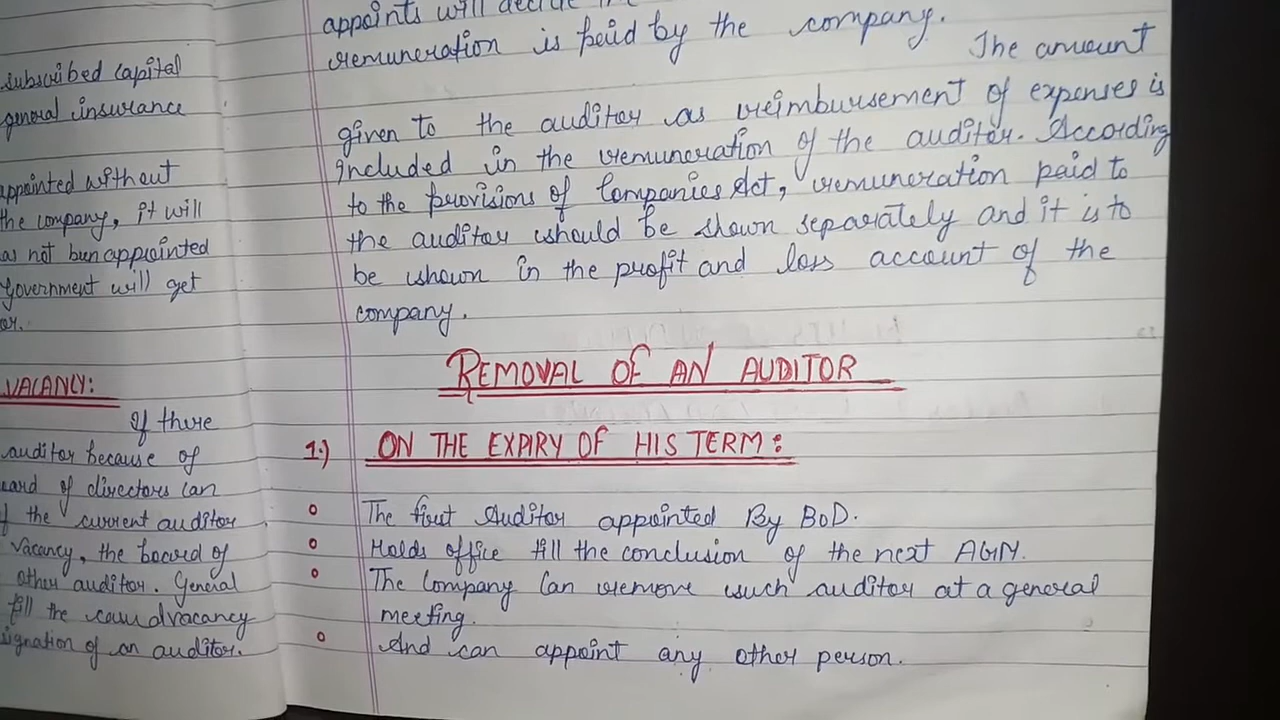 subscribed capital
general insurance
appointed without
the company, it will
as not been appointed
Government will get
or.
VACANCY:
If there
auditor because of
oard of directors can
f the current auditor
vacancy, the board of
other auditor. General
fill the casual vacancy
signation of an auditor.
appoints will decide the
remuneration is paid by the company.
The amount
given to the auditor as reimbursement of expenses is
included in the remuneration of the auditor. According
to the provisions of Companies Act, remuneration paid to
the auditor should be shown separately and it is to
be shown in the profit and loss account of the
company.
REMOVAL OF AN AUDITOR
1.) ON THE EXPIRY OF HIS TERM:
o The first Auditor appointed By BoD.
o Holds office till the conclusion of the next AGM.
o The Company Can remove such auditor at a general
meeting.
o And can appoint any other person.